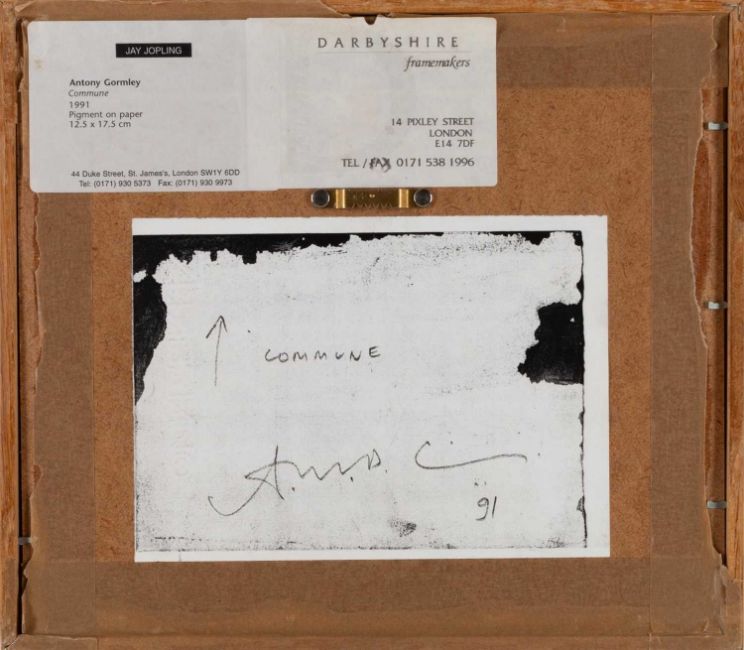 JAY JOPLING
Antony Gormley
Commune
1991
Pigment on paper
12.5 x 17.5 cm
44 Duke Street, St. James's, London SW1Y 6DD
Tel: (0171) 930 5373 Fax: (0171) 930 9973
DARBYSHIRE
framemakers
14 PIXLEY STREET
LONDON
E14 7DF
TEL / FAX 0171 538 1996
COMMUNE
91